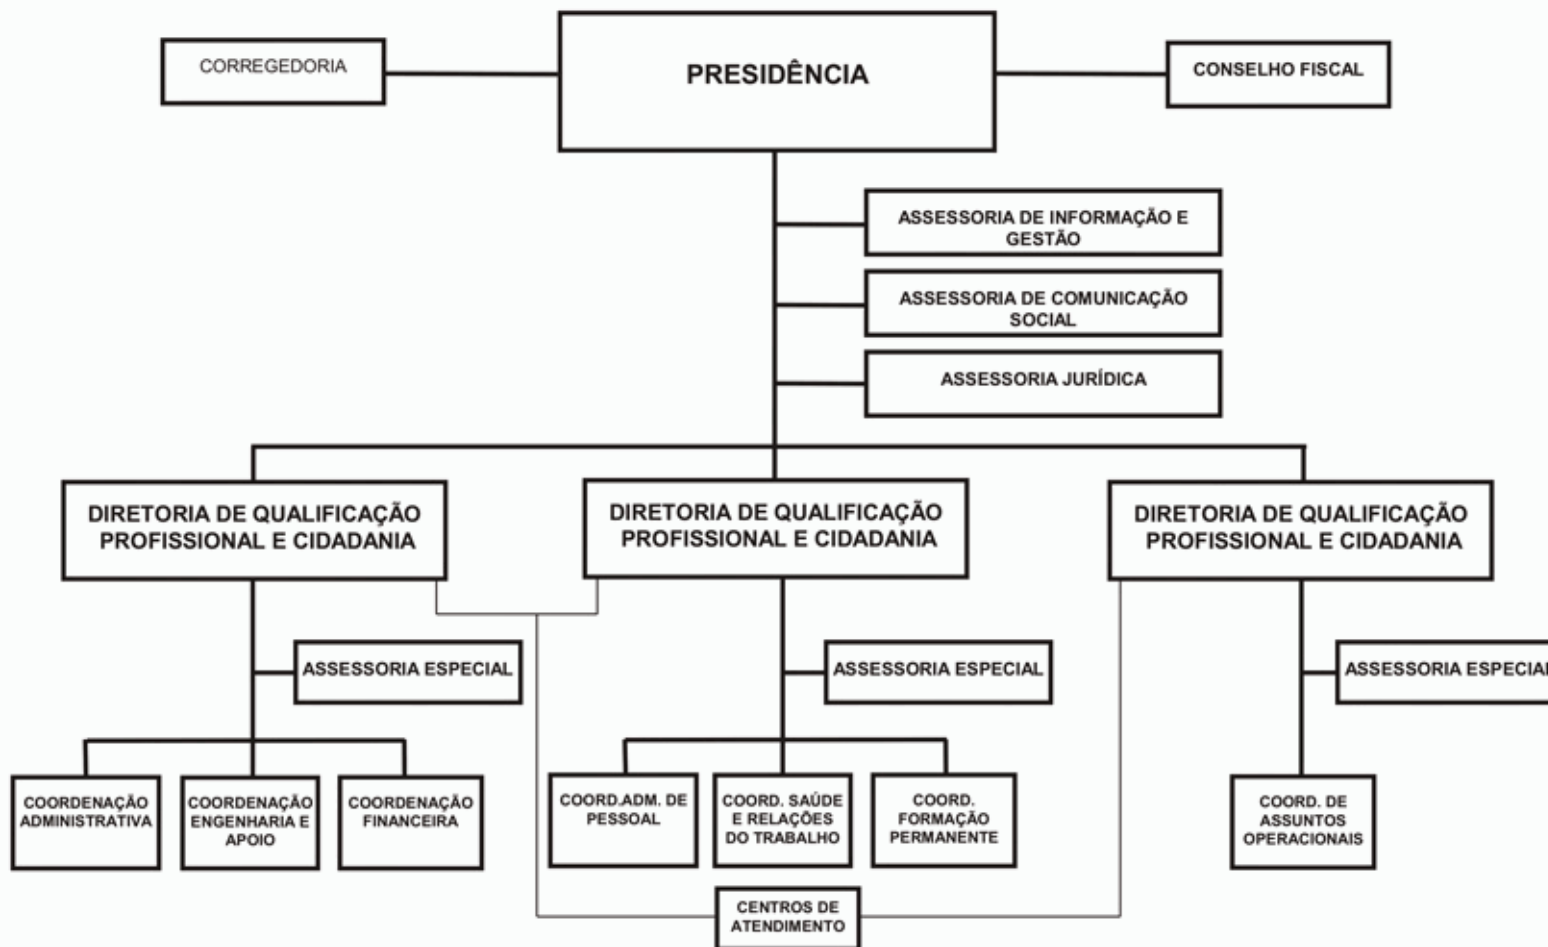 CORREGEDORIA
PRESIDÊNCIA
CONSELHO FISCAL
ASSESSORIA DE INFORMAÇÃO E
GESTÃO
ASSESSORIA DE COMUNICAÇÃO
SOCIAL
ASSESSORIA JURÍDICA
DIRETORIA DE QUALIFICAÇÃO
PROFISSIONAL E CIDADANIA
DIRETORIA DE QUALIFICAÇÃO
PROFISSIONAL E CIDADANIA
DIRETORIA DE QUALIFICAÇÃO
PROFISSIONAL E CIDADANIA
ASSESSORIA ESPECIAL
ASSESSORIA ESPECIAL
ASSESSORIA ESPECIAL
COORDENAÇÃO
ADMINISTRATIVA
COORDENAÇÃO
ENGENHARIA E
APOIO
COORDENAÇÃO
FINANCEIRA
COORD.ADM. DE
PESSOAL
COORD. SAÚDE
E RELAÇÕES
DO TRABALHO
COORD.
FORMAÇÃO
PERMANENTE
COORD. DE
ASSUNTOS
OPERACIONAIS
CENTROS DE
ATENDIMENTO